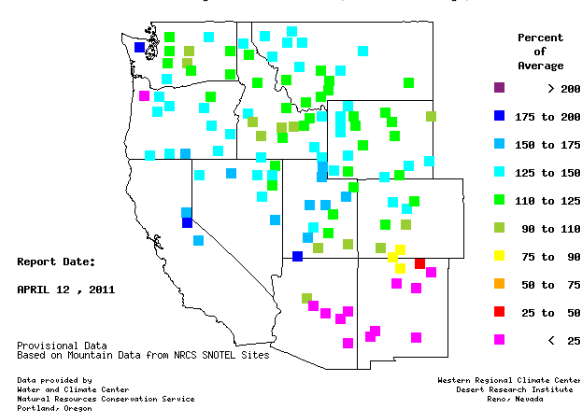 Percent
of
Average
> 200
175 to 200
150 to 175
125 to 150
110 to 125
90 to 110
75 to 90
50 to 75
25 to 50
< 25
Report Date:
APRIL 12 , 2011
Provisional Data
Based on Mountain Data from NRCS SNOTEL Sites
Data provided by
Water and Climate Center
Natural Resources Conservation Service
Portland, Oregon
Western Regional Climate Center
Desert Research Institute
Reno, Nevada